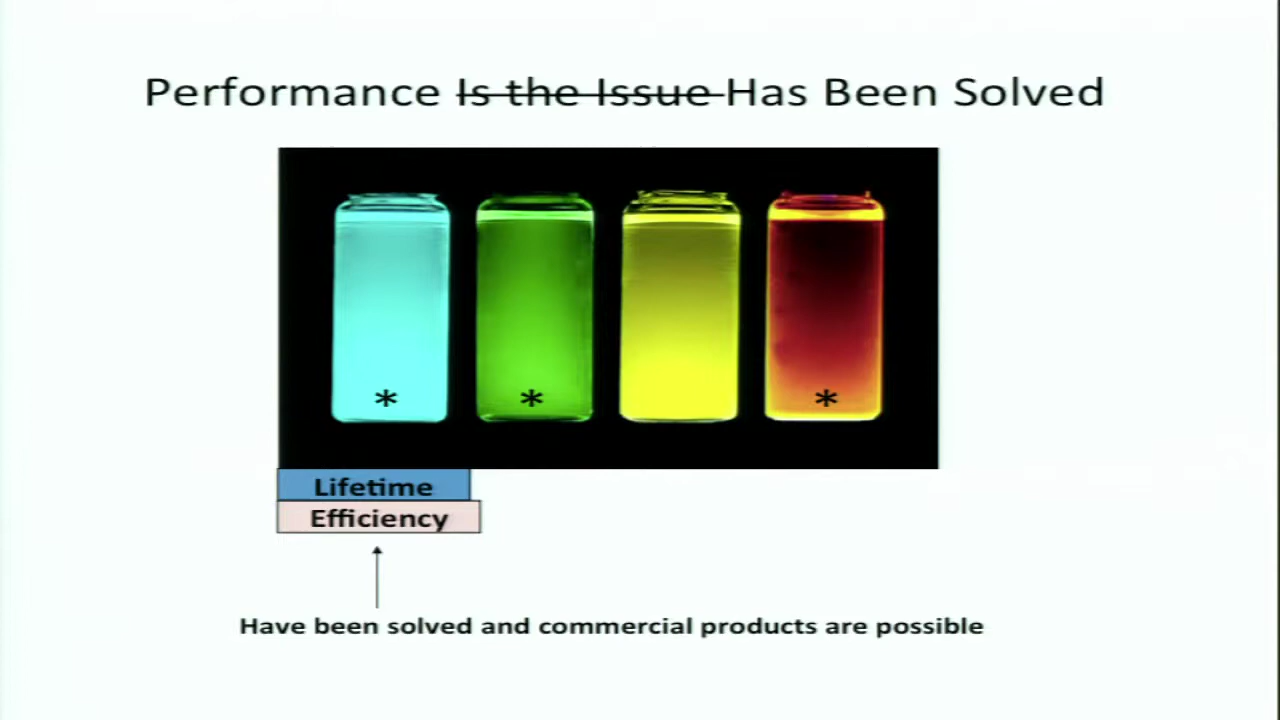 Performance Is the Issue Has Been Solved
* * *
Lifetime
Efficiency
Have been solved and commercial products are possible